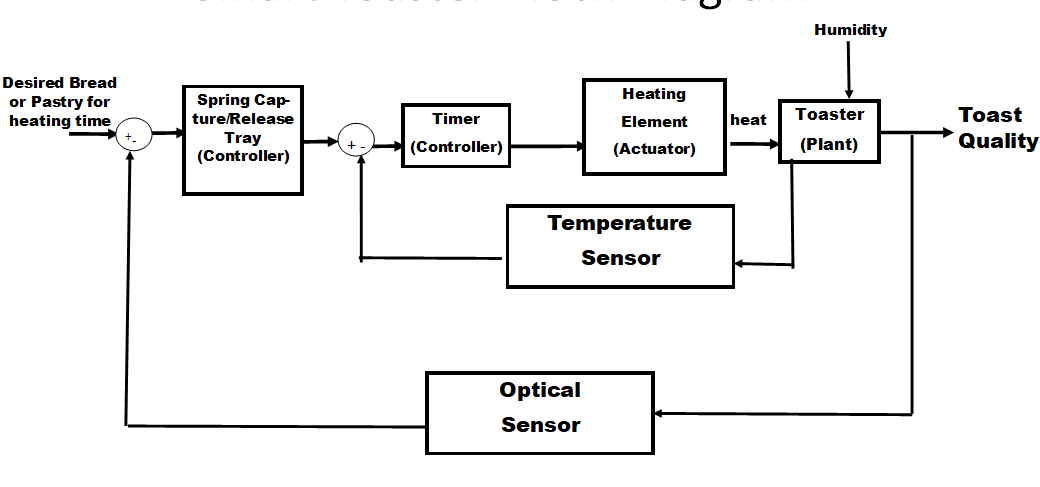 Humidity
Desired Bread
or Pastry for
heating time
+-
Spring Cap-
ture/Release
Tray
(Controller)
+ -
Timer
(Controller)
Heating
Element
(Actuator)
heat
Toaster
(Plant)
Toast
Quality
Temperature
Sensor
Optical
Sensor